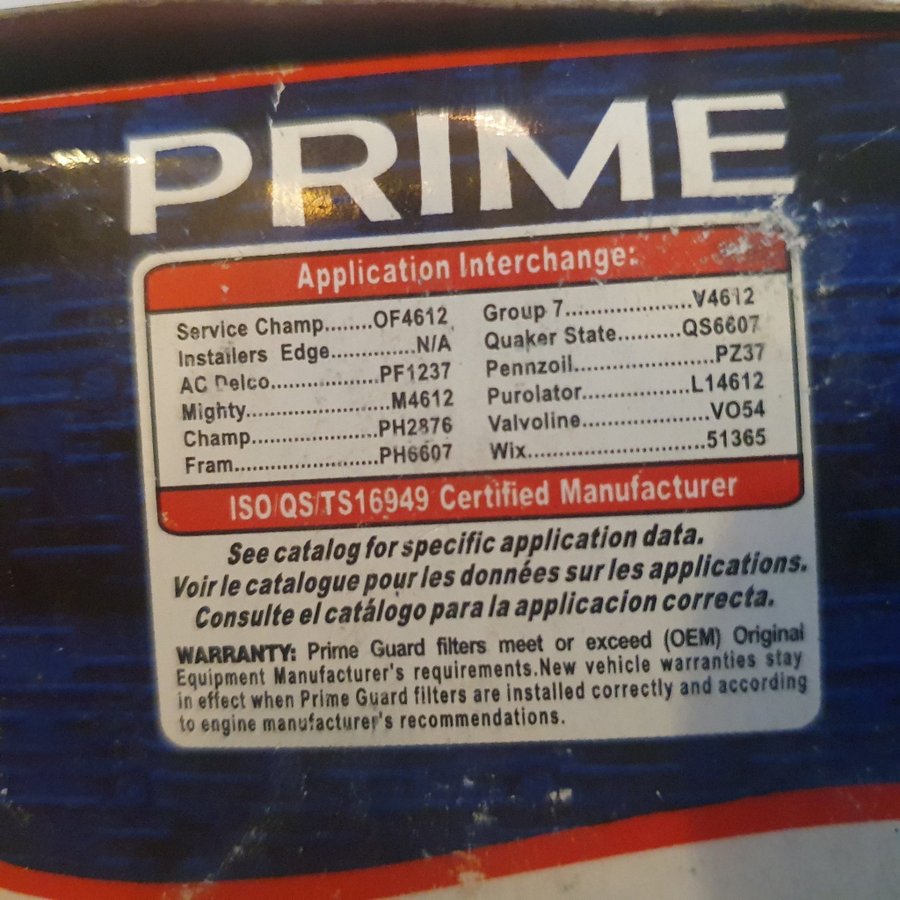 PRIME
Application Interchange:
Service Champ........OF4612
Installers Edge..............N/A
AC Delco..................PF1237
Mighty........................M4612
Champ.....................PH2876
Fram........................PH6607
Group 7.....................V4612
Quaker State..........QS6607
Pennzoil.......................PZ37
Purolator..................L14612
Valvoline.....................VO54
Wix.............................51365
ISO/QS/TS16949 Certified Manufacturer
See catalog for specific application data.
Voir le catalogue pour les données sur les applications.
Consulte el catálogo para la applicacion correcta.
WARRANTY: Prime Guard filters meet or exceed (OEM) Original
Equipment Manufacturer's requirements.New vehicle warranties stay
in effect when Prime Guard filters are installed correctly and according
to engine manufacturer's recommendations.